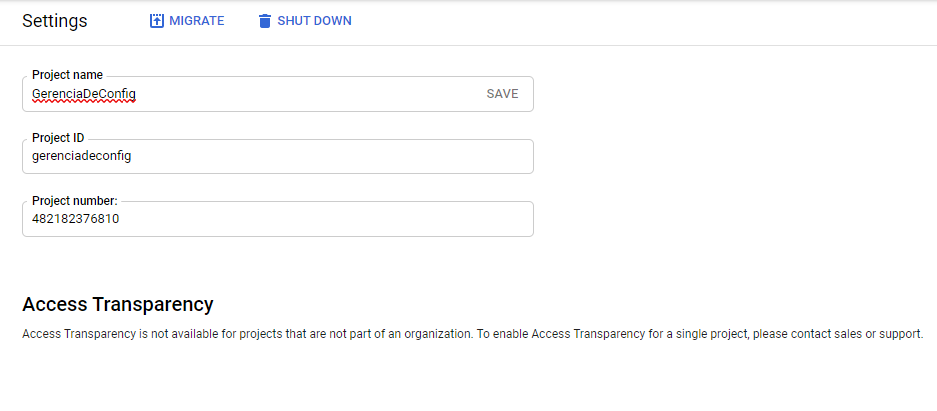 Settings
MIGRATE
SHUT DOWN
Project name
GerenciaDeConfig
SAVE
Project ID
gerenciadeconfig
Project number:
482182376810
Access Transparency
Access Transparency is not available for projects that are not part of an organization. To enable Access Transparency for a single project, please contact sales or support.